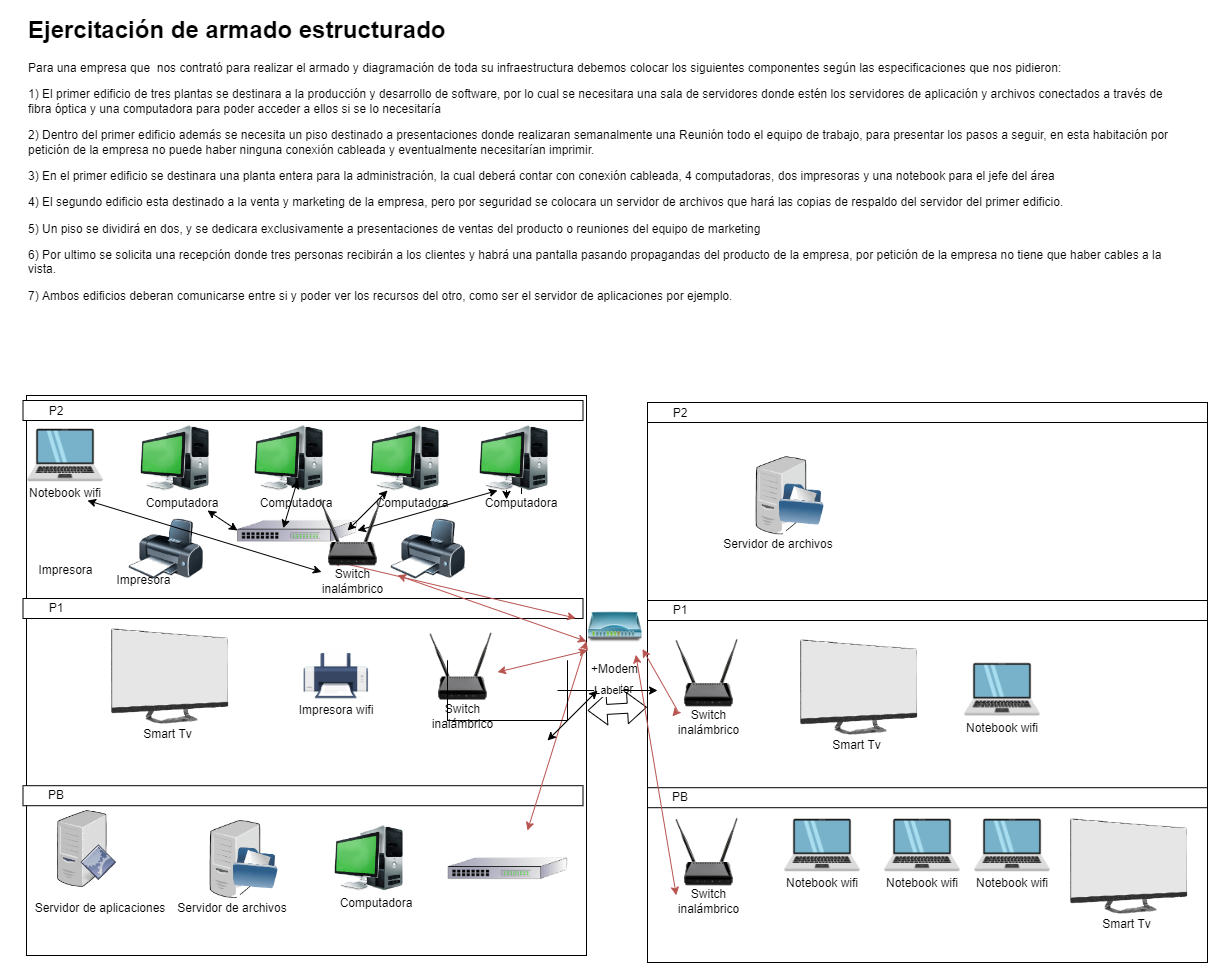 Ejercitación de armado estructurado
Para una empresa que  nos contrató para realizar el armado y diagramación de toda su infraestructura debemos colocar los siguientes componentes según las especificaciones que nos pidieron:
1) El primer edificio de tres plantas se destinara a la producción y desarrollo de software, por lo cual se necesitara una sala de servidores donde estén los servidores de aplicación y archivos conectados a través de
fibra óptica y una computadora para poder acceder a ellos si se lo necesitaría
2) Dentro del primer edificio además se necesita un piso destinado a presentaciones donde realizaran semanalmente una Reunión todo el equipo de trabajo, para presentar los pasos a seguir, en esta habitación por
petición de la empresa no puede haber ninguna conexión cableada y eventualmente necesitarían imprimir.
3) En el primer edificio se destinara una planta entera para la administración, la cual deberá contar con conexión cableada, 4 computadoras, dos impresoras y una notebook para el jefe del área
4) El segundo edificio esta destinado a la venta y marketing de la empresa, pero por seguridad se colocara un servidor de archivos que hará las copias de respaldo del servidor del primer edificio.
5) Un piso se dividirá en dos, y se dedicara exclusivamente a presentaciones de ventas del producto o reuniones del equipo de marketing
6) Por ultimo se solicita una recepción donde tres personas recibirán a los clientes y habrá una pantalla pasando propagandas del producto de la empresa, por petición de la empresa no tiene que haber cables a la
vista.
7) Ambos edificios deberan comunicarse entre si y poder ver los recursos del otro, como ser el servidor de aplicaciones por ejemplo.
P2
Notebook wifi
Computadora
Computadora
Computadora
Computadora
Impresora
Impresora
Switch
inalámbrico
P1
Smart Tv
Impresora wifi
Switch
inalámbrico
PB
Servidor de aplicaciones
Servidor de archivos
Computadora
+Modem
Label
P2
Servidor de archivos
P1
Switch
inalámbrico
Smart Tv
Notebook wifi
PB
Switch
inalámbrico
Notebook wifi
Notebook wifi
Notebook wifi
Smart Tv